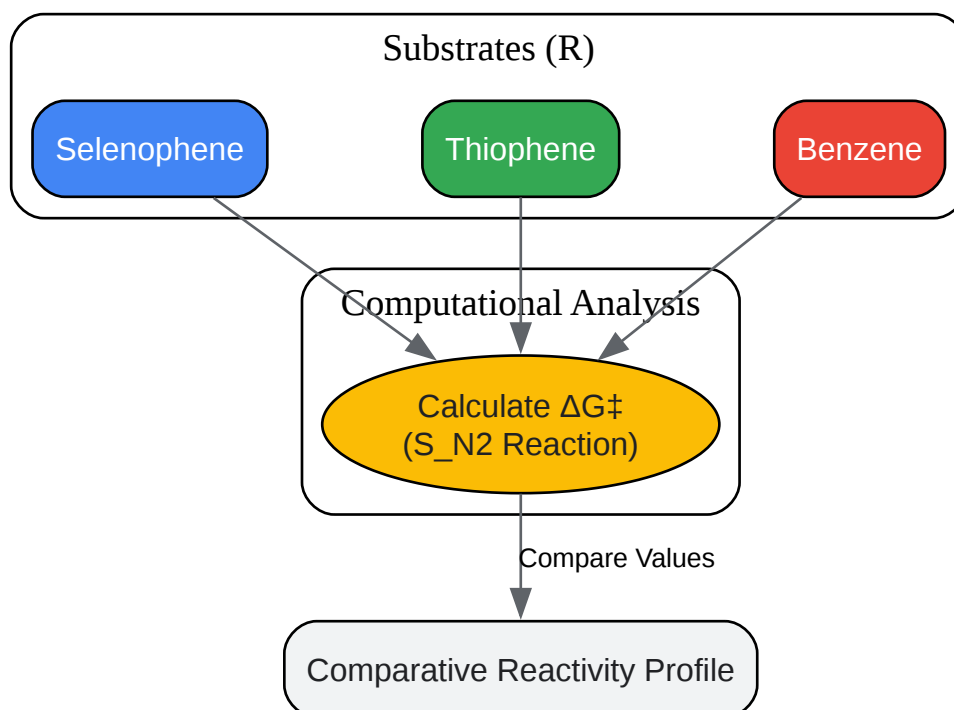 Substrates (R)
Selenophene
Thiophene
Benzene
Computational Analysis
Calculate ΔG‡
(S_N2 Reaction)
Compare Values
Comparative Reactivity Profile